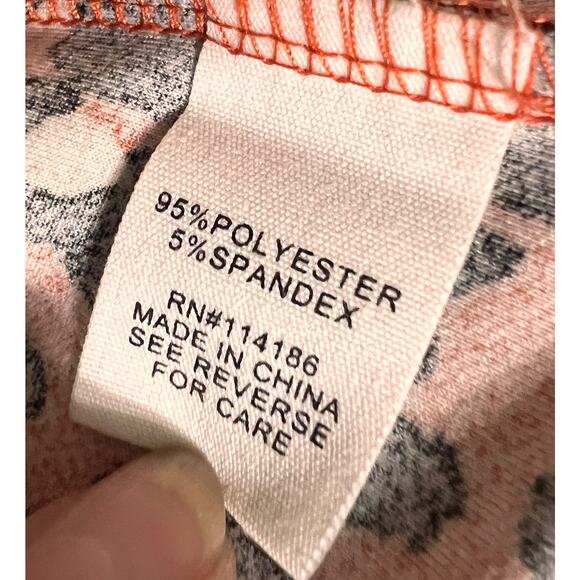 95%POLYESTER
5%SPANDEX
RN#114186
MADE IN CHINA
SEE REVERSE
FOR CARE